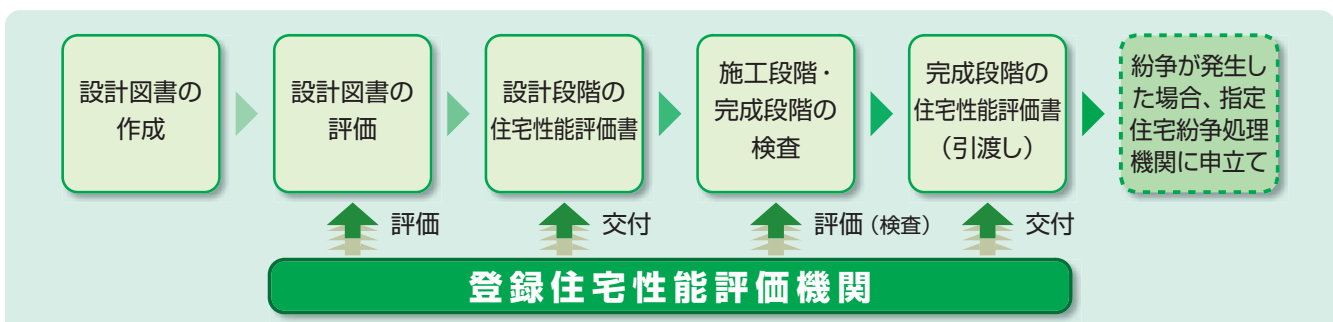 設計図書の
作成
設計図書の
評価
設計段階の
住宅性能評価書
施工段階・
完成段階の
検査
完成段階の
住宅性能評価書
（引渡し）
紛争が発生し
た場合、指定
住宅紛争処理
機関に申立て
評価
交付
評価（検査）
交付
登録住宅性能評価機関